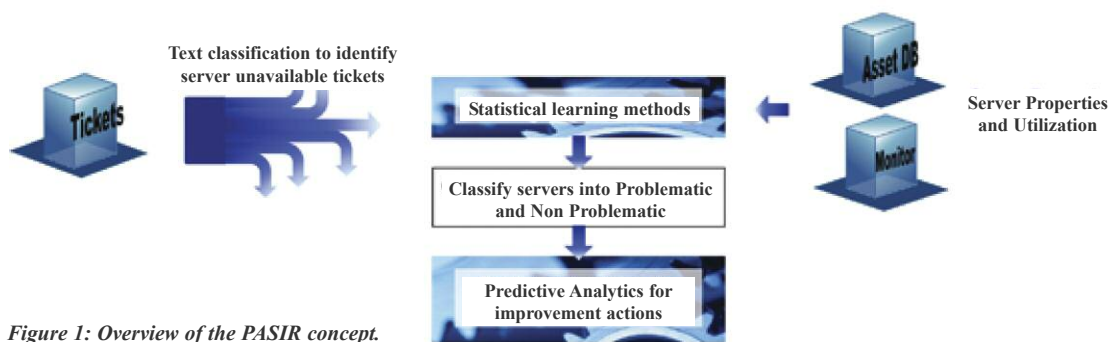 Text classification to identify
server unavailable tickets
Tickets
Statistical learning methods
Asset DB
Monitor
Server Properties
and Utilization
Classify servers into Problematic
and Non Problematic
Predictive Analytics for
improvement actions
Figure 1: Overview of the PASIR concept.